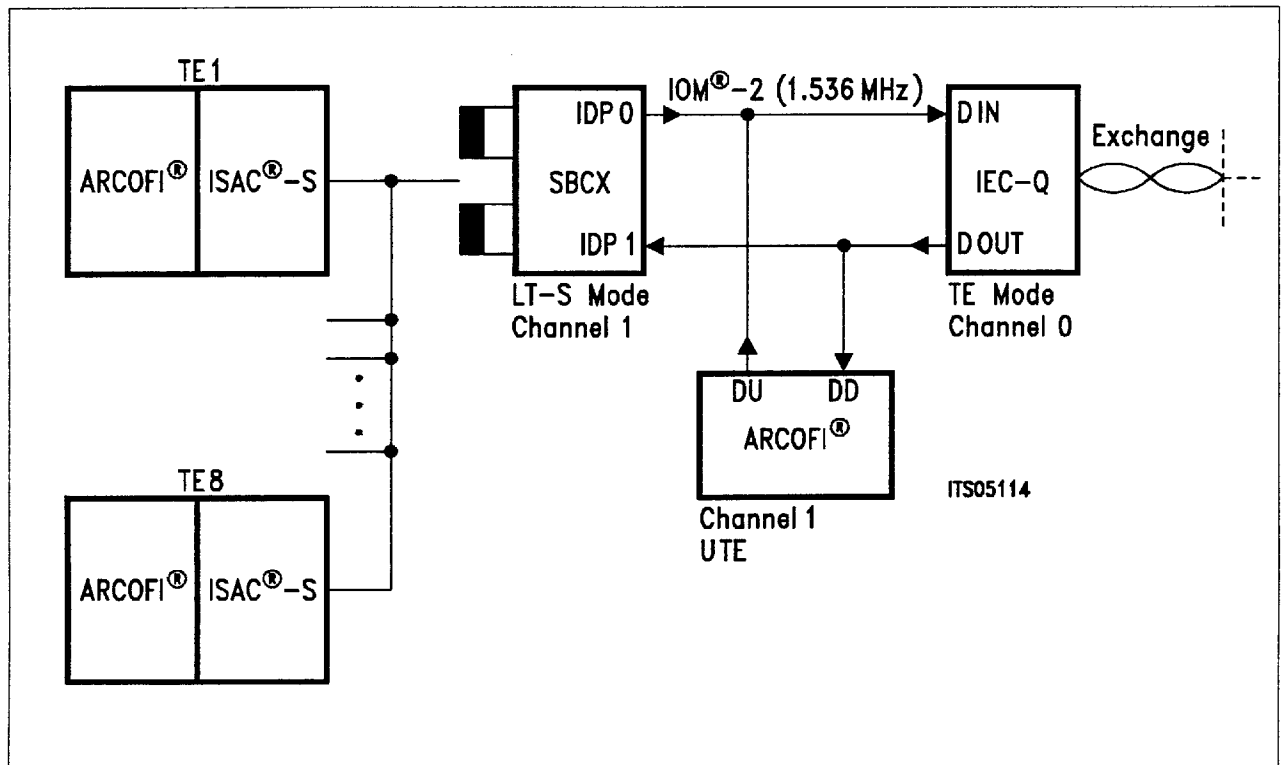 TE1
ARCOFI® ISAC®-S
IDP 0
SBCX
IDP 1
LT-S Mode
Channel 1
IOM®-2 (1.536 MHz)
DIN
IEC-Q
DOUT
TE Mode
Channel 0
Exchange
DU DD
ARCOFI®
Channel 1
UTE
ITS05114
TE8
ARCOFI® ISAC®-S